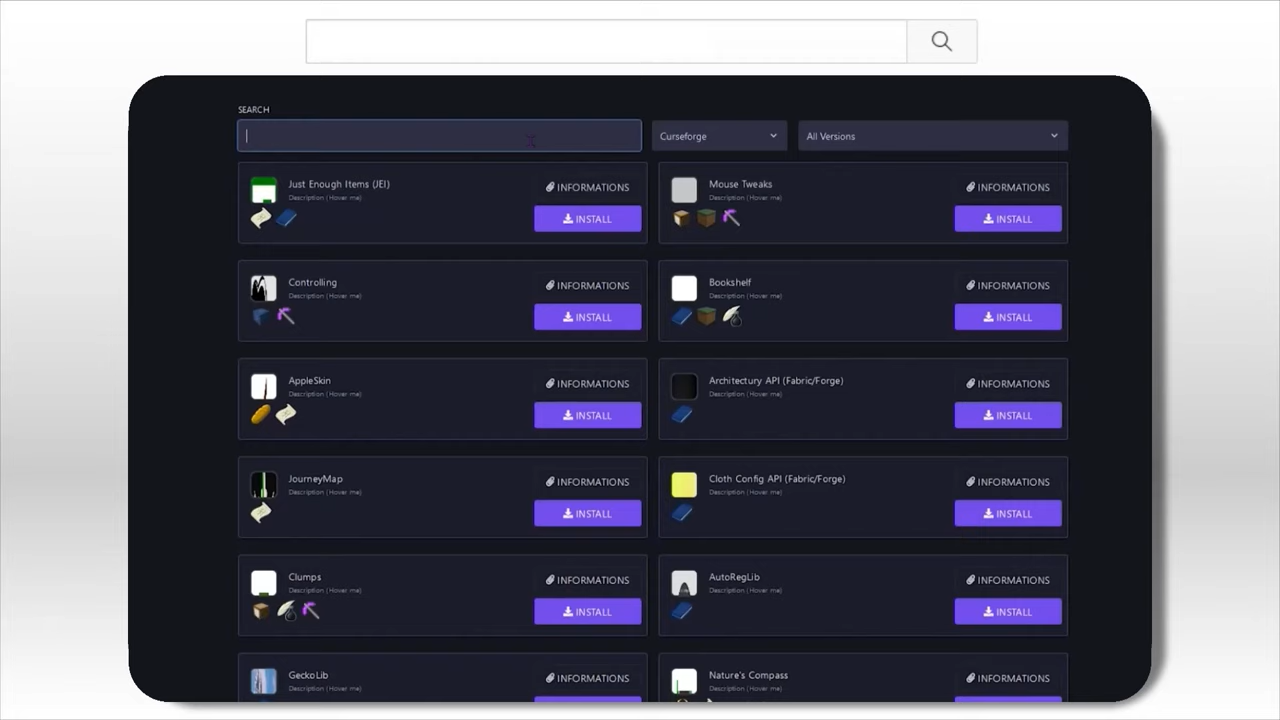 SEARCH
Curseforge
All Versions
Just Enough Items (JEI)
Description (Hover me)
INFORMATIONS
INSTALL
Mouse Tweaks
Description (Hover me)
INFORMATIONS
INSTALL
Controlling
Description (Hover me)
INFORMATIONS
INSTALL
Bookshelf
Description (Hover me)
INFORMATIONS
INSTALL
AppleSkin
Description (Hover me)
INFORMATIONS
INSTALL
Architectury API (Fabric/Forge)
Description (Hover me)
INFORMATIONS
INSTALL
JourneyMap
Description (Hover me)
INFORMATIONS
INSTALL
Cloth Config API (Fabric/Forge)
Description (Hover me)
INFORMATIONS
INSTALL
Clumps
Description (Hover me)
INFORMATIONS
INSTALL
AutoRegLib
Description (Hover me)
INFORMATIONS
INSTALL
GeckoLib
Description (Hover me)
INFORMATIONS
Nature's Compass
Description (Hover me)
INFORMATIONS